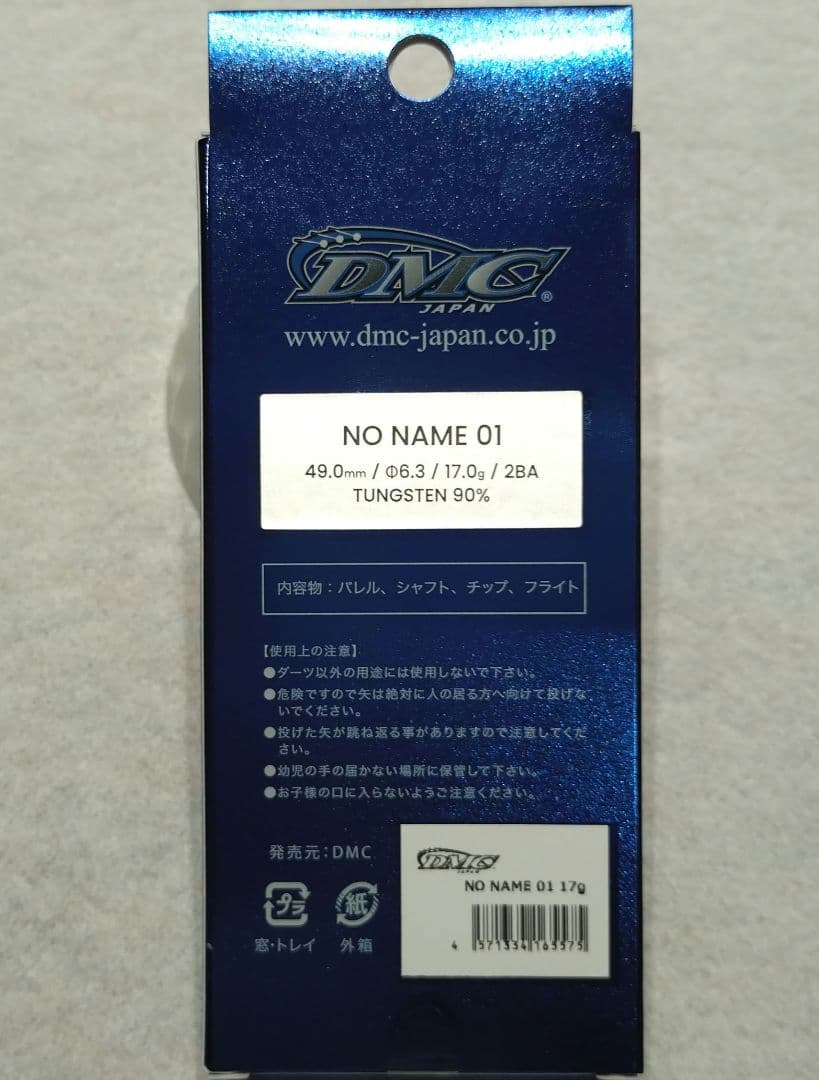 DMC
JAPAN
®
www.dmc-japan.co.jp
NO NAME 01
49.0mm / Φ6.3 / 17.0g / 2BA
TUNGSTEN 90%
内容物：バレル、シャフト、チップ、フライト
【使用上の注意】
●ダーツ以外の用途には使用しないで下さい。
●危険ですので矢は絶対に人の居る方へ向けて投げな
いでください。
●投げた矢が跳ね返る事がありますので注意してくだ
さい。
●幼児の手の届かない場所に保管して下さい。
●お子様の口に入らないようご注意ください。
発売元：DMC
プラ
窓・トレイ
紙
外箱
DMC
JAPAN
NO NAME 01 17g
4 571334 165575